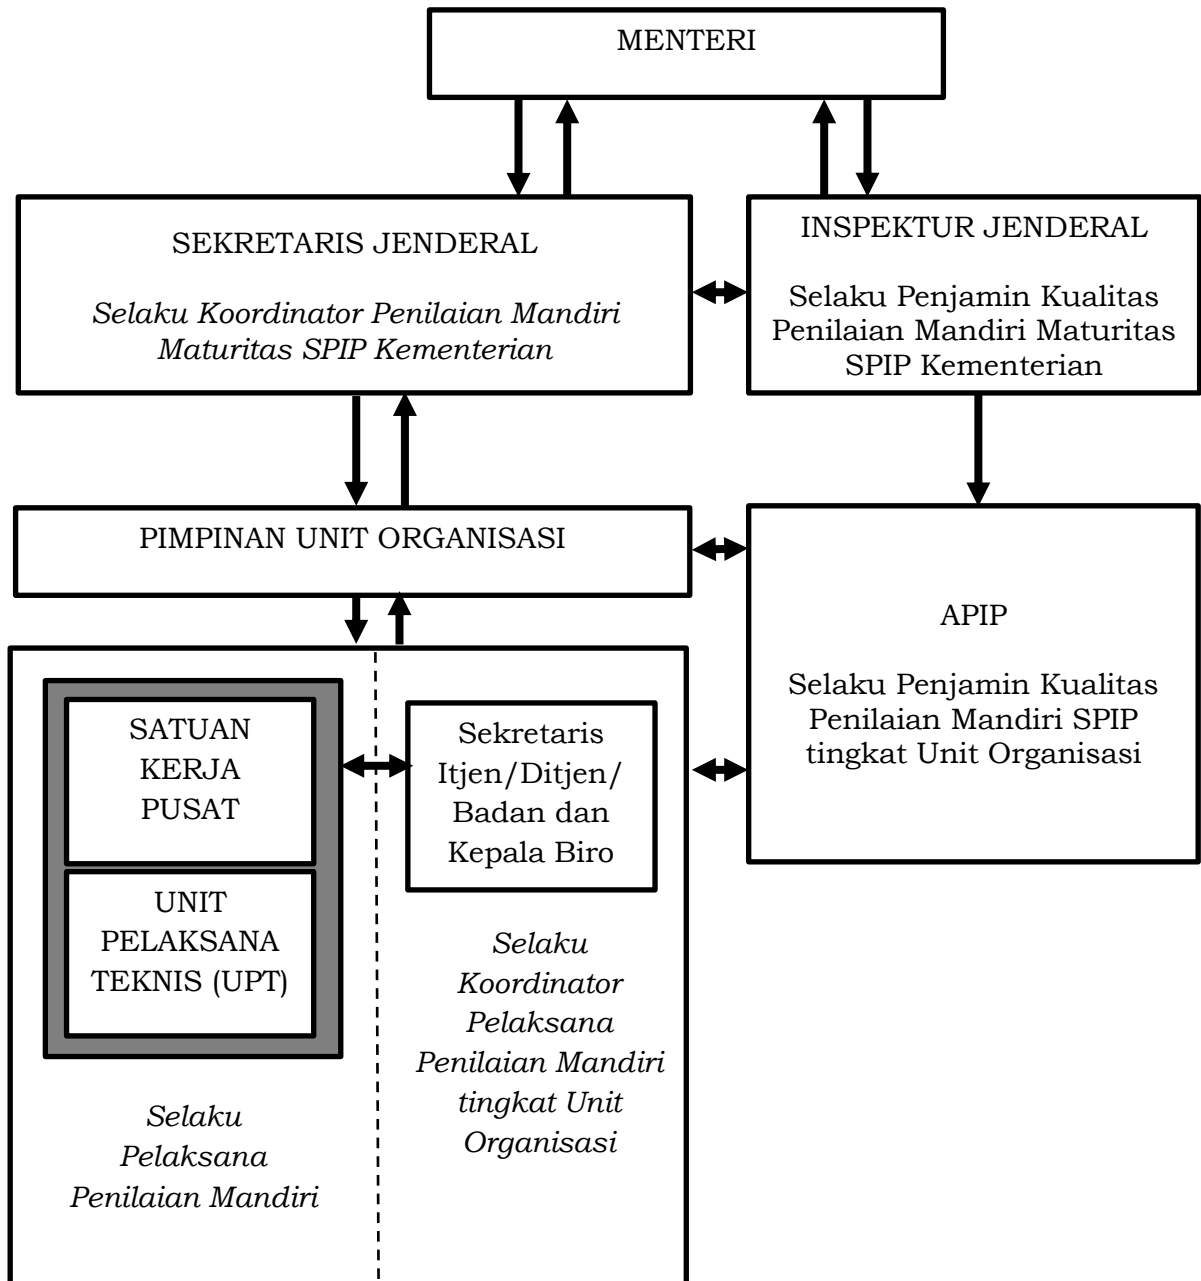 MENTERI
SEKRETARIS JENDERAL
Selaku Koordinator Penilaian Mandiri
Maturitas SPIP Kementerian
INSPEKTUR JENDERAL
Selaku Penjamin Kualitas
Penilaian Mandiri Maturitas
SPIP Kementerian
PIMPINAN UNIT ORGANISASI
APIP
Selaku Penjamin Kualitas
Penilaian Mandiri SPIP
tingkat Unit Organisasi
SATUAN
KERJA
PUSAT
UNIT
PELAKSANA
TEKNIS (UPT)
Selaku
Pelaksana
Penilaian Mandiri
Sekretaris
Itjen/Ditjen/
Badan dan
Kepala Biro
Selaku
Koordinator
Pelaksana
Penilaian Mandiri
tingkat Unit
Organisasi